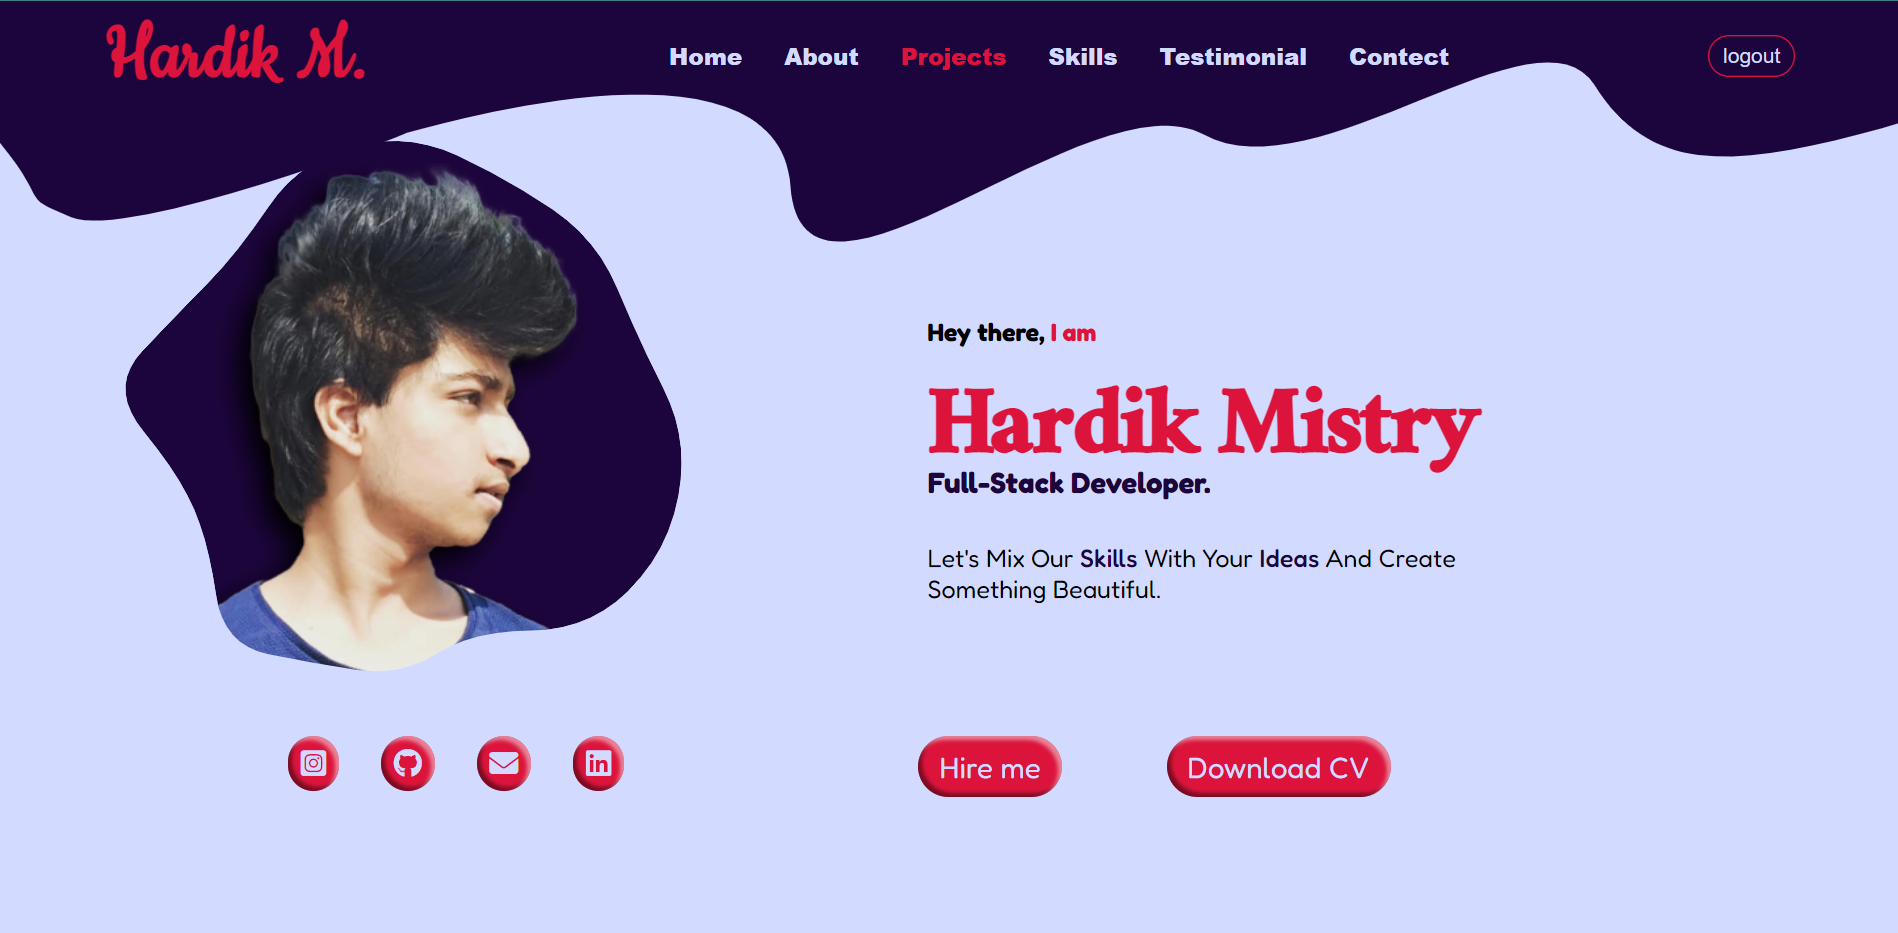 Hardik M.
Home About Projects Skills Testimonial Contect
logout
Hey there, I am
Hardik Mistry
Full-Stack Developer.
Let's Mix Our Skills With Your Ideas And Create
Something Beautiful.
in
Hire me
Download CV